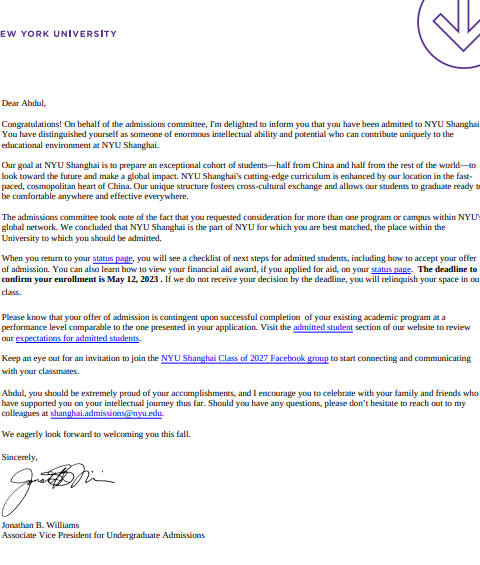 EW YORK UNIVERSITY
Dear Abdul,
Congratulations! On behalf of the admissions committee, I'm delighted to inform you that you have been admitted to NYU Shanghai
You have distinguished yourself as someone of enormous intellectual ability and potential who can contribute uniquely to the
educational environment at NYU Shanghai.
Our goal at NYU Shanghai is to prepare an exceptional cohort of students—half from China and half from the rest of the world—to
look toward the future and make a global impact. NYU Shanghai's cutting-edge curriculum is enhanced by our location in the fast-
paced, cosmopolitan heart of China. Our unique structure fosters cross-cultural exchange and allows our students to graduate ready to
be comfortable anywhere and effective everywhere.
The admissions committee took note of the fact that you requested consideration for more than one program or campus within NYU's
global network. We concluded that NYU Shanghai is the part of NYU for which you are best matched, the place within the
University to which you should be admitted.
When you return to your status page, you will see a checklist of next steps for admitted students, including how to accept your offer
of admission. You can also learn how to view your financial aid award, if you applied for aid, on your status page. The deadline to
confirm your enrollment is May 12, 2023 . If we do not receive your decision by the deadline, you will relinquish your space in our
class.
Please know that your offer of admission is contingent upon successful completion of your existing academic program at a
performance level comparable to the one presented in your application. Visit the admitted student section of our website to review
our expectations for admitted students.
Keep an eye out for an invitation to join the NYU Shanghai Class of 2027 Facebook group to start connecting and communicating
with your classmates.
Abdul, you should be extremely proud of your accomplishments, and I encourage you to celebrate with your family and friends who
have supported you on your intellectual journey thus far. Should you have any questions, please don't hesitate to reach out to my
colleagues at shanghai.admissions@nyu.edu.
We eagerly look forward to welcoming you this fall.
Sincerely,
Jonathan B. Williams
Associate Vice President for Undergraduate Admissions